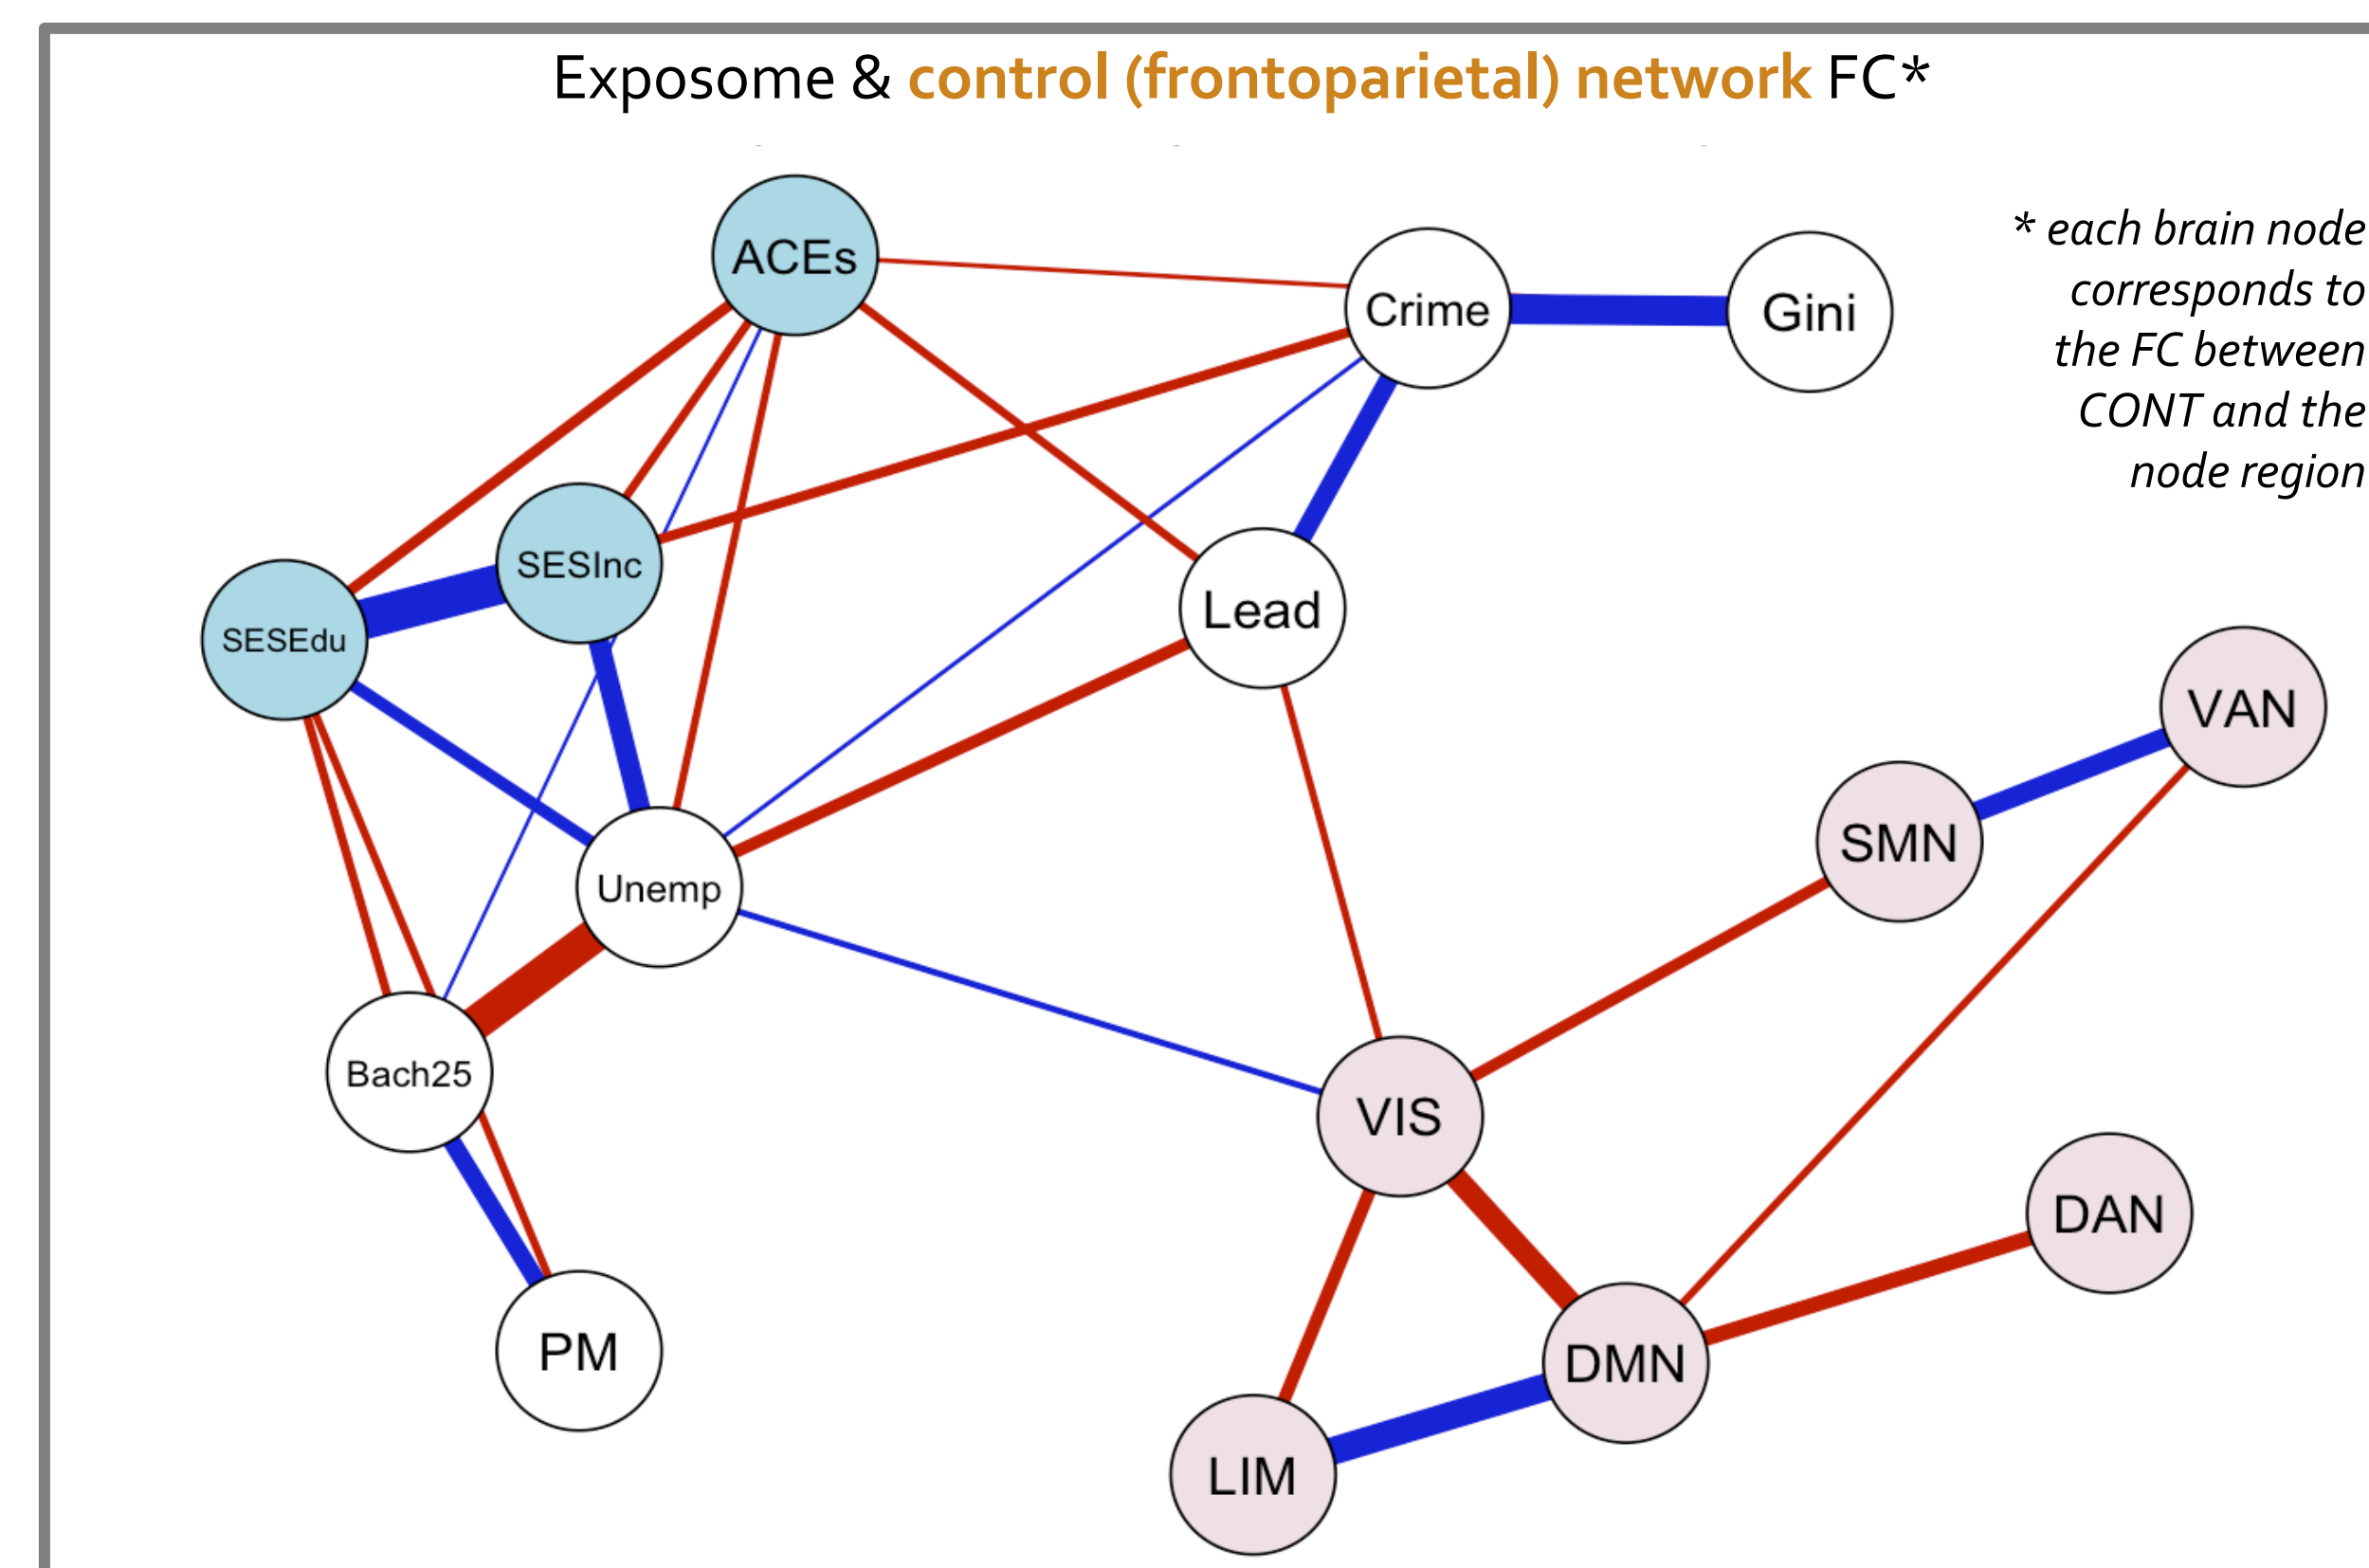 Exposome & control (frontoparietal) network FC*
* each brain node
corresponds to
the FC between
CONT and the
node region
ACEs
Crime
Gini
SESInc
Lead
SESEdu
VAN
SMN
Unemp
Bach25
VIS
DAN
PM
DMN
LIM